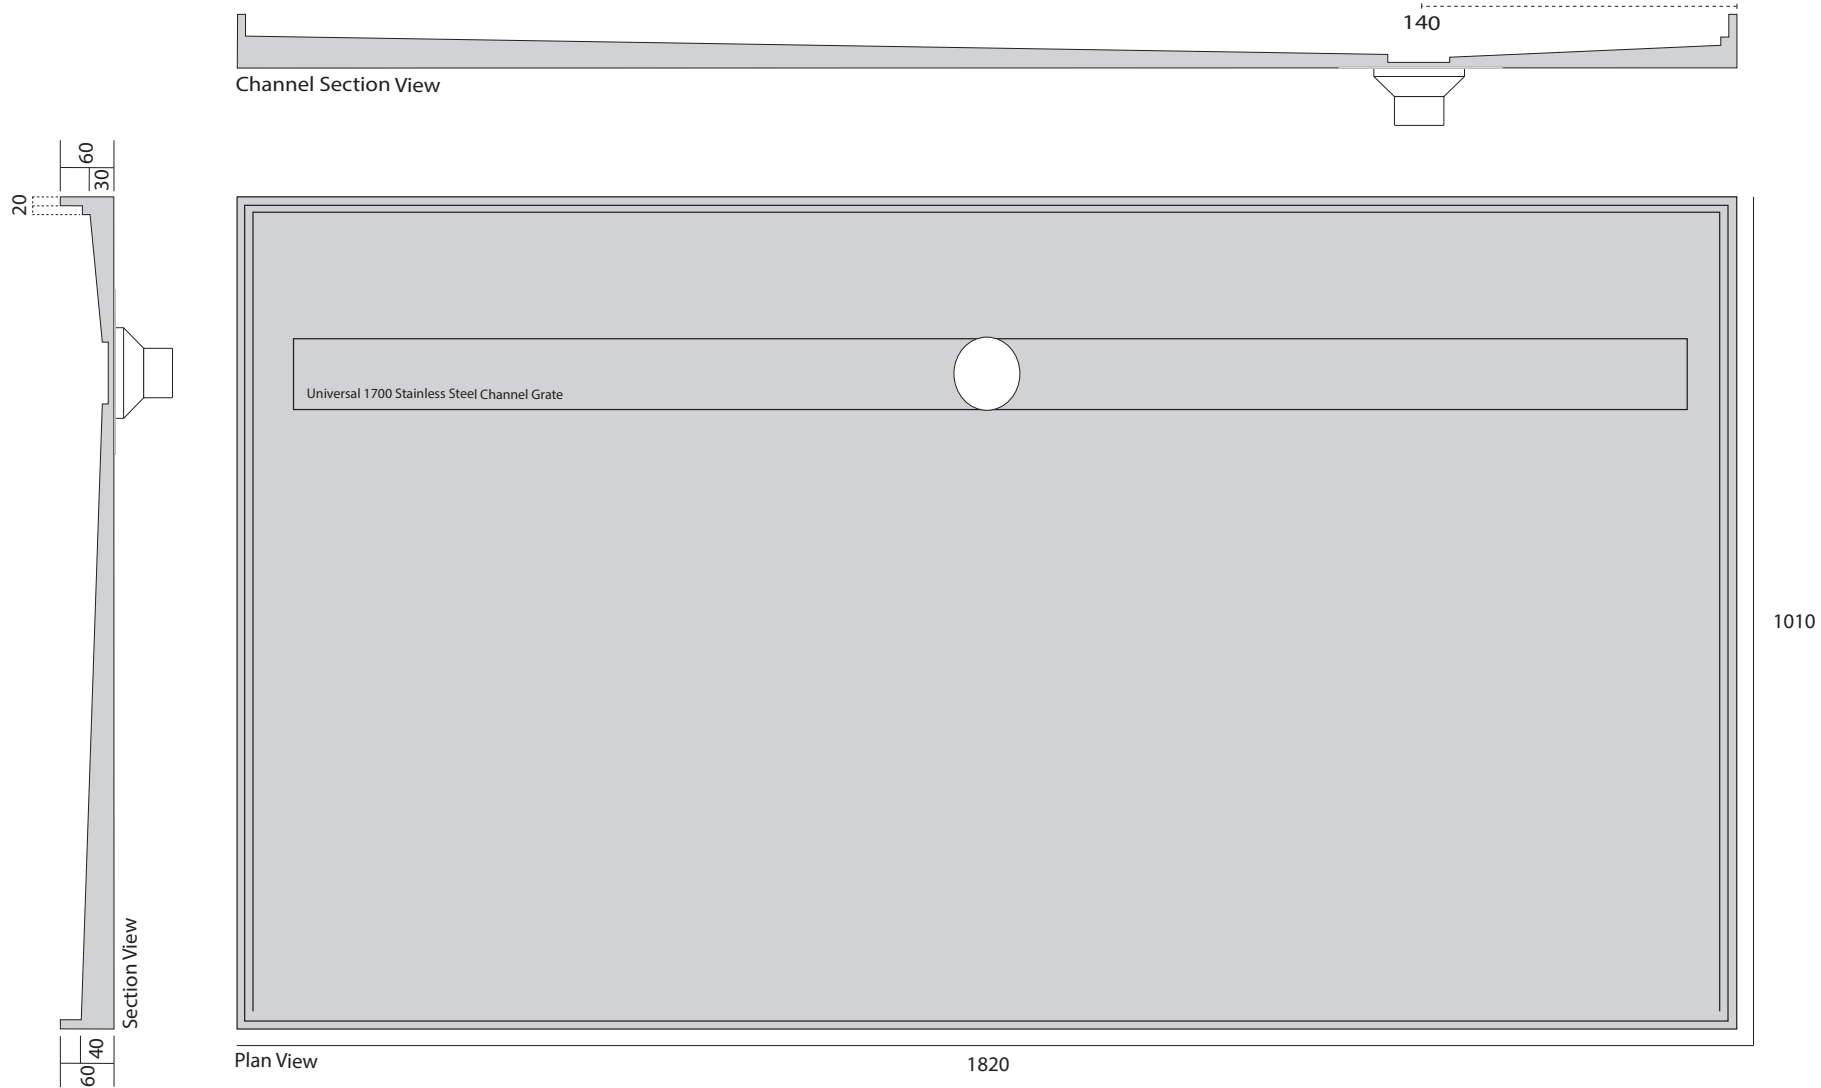 140
Channel Section View
60
30
20
Universal 1700 Stainless Steel Channel Grate
1010
Section View
40
60
Plan View
1820